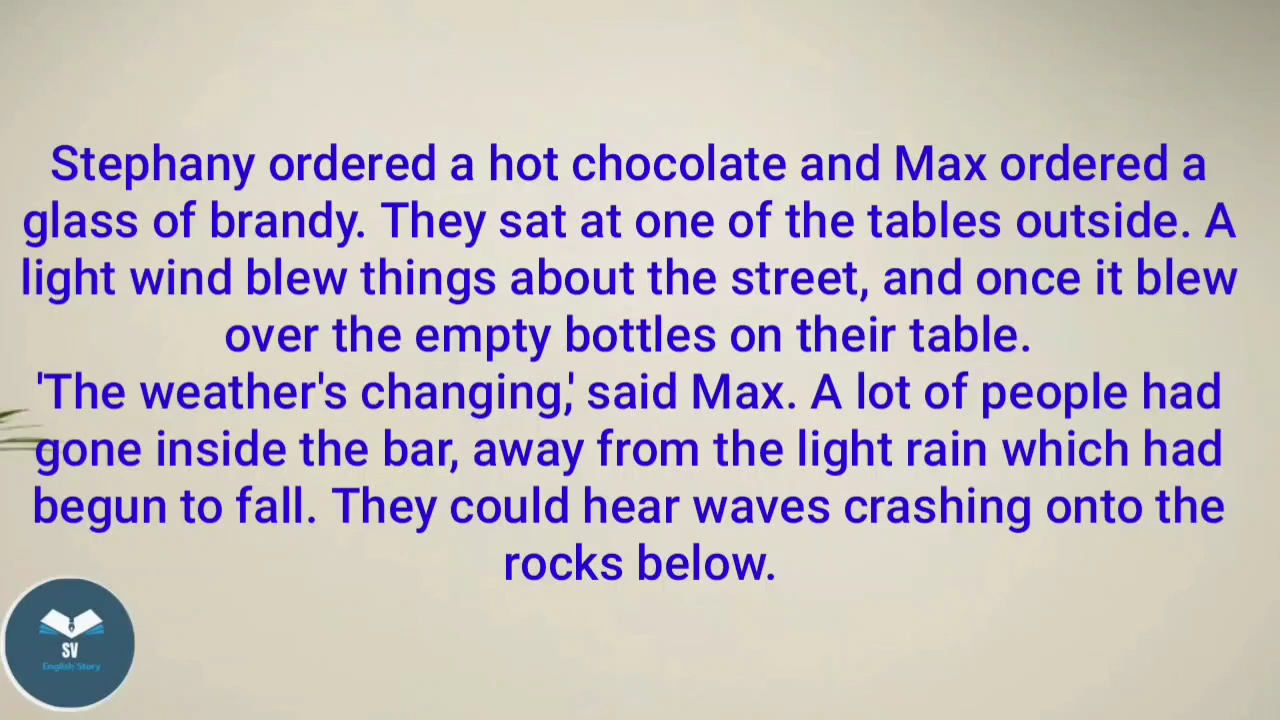 Stephany ordered a hot chocolate and Max ordered a
glass of brandy. They sat at one of the tables outside. A
light wind blew things about the street, and once it blew
over the empty bottles on their table.
'The weather's changing,' said Max. A lot of people had
gone inside the bar, away from the light rain which had
begun to fall. They could hear waves crashing onto the
rocks below.
SV
English Story